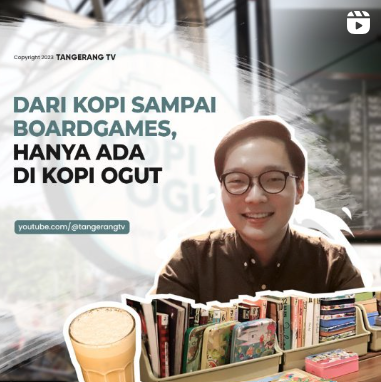 Copyright 2023 TANGERANG TV
DARI KOPI SAMPAI
BOARDGAMES,
HANYA ADA
DI KOPI OGUT
youtube.com/@tangerangtv